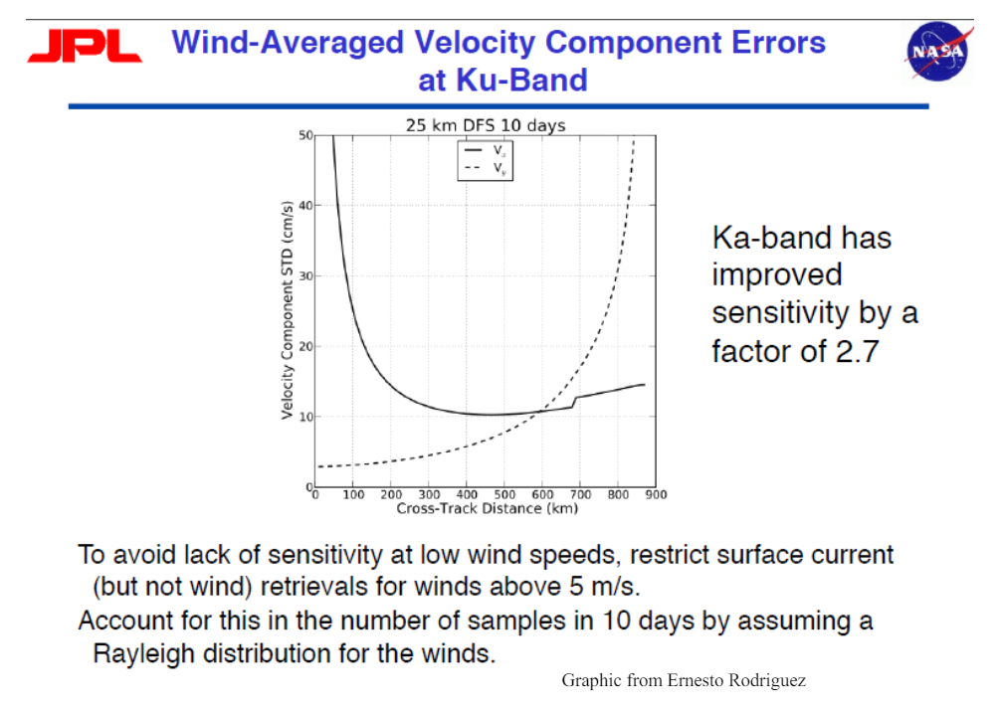 JPL
Wind-Averaged Velocity Component Errors
at Ku-Band
NASA
25 km DFS 10 days
V_x
V_y
Velocity Component STD (cm/s)
50
40
30
20
10
0
0 100 200 300 400 500 600 700 800 900
Cross-Track Distance (km)
Ka-band has
improved
sensitivity by a
factor of 2.7
To avoid lack of sensitivity at low wind speeds, restrict surface current
(but not wind) retrievals for winds above 5 m/s.
Account for this in the number of samples in 10 days by assuming a
Rayleigh distribution for the winds.
Graphic from Ernesto Rodriguez